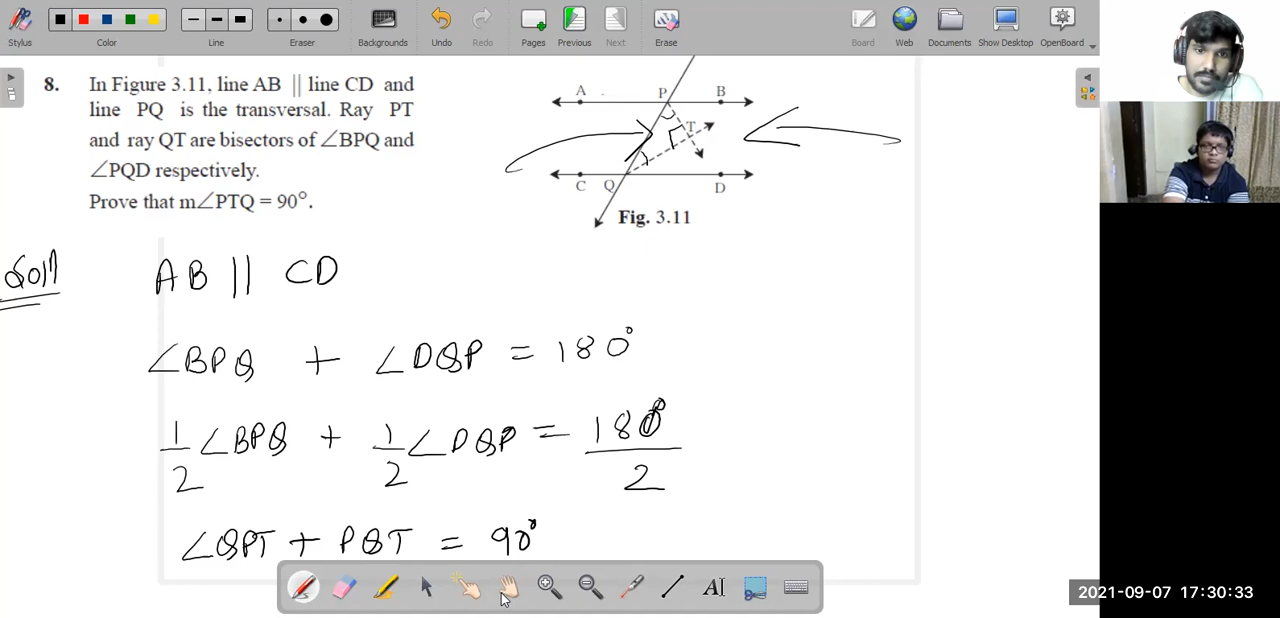 Stylus Color Line Eraser Backgrounds Undo Redo Pages Previous Next Erase Board Web Documents Show Desktop OpenBoard
8. In Figure 3.11, line AB || line CD and
line PQ is the transversal. Ray PT
and ray QT are bisectors of ∠BPQ and
∠PQD respectively.
Prove that m∠PTQ = 90°.
A P B
T
C Q D
Fig. 3.11
Soln
AB || CD
∠BPQ + ∠DQP = 180°
1/2 ∠BPQ + 1/2 ∠DQP = 180/2
∠QPT + PQT = 90°
2021-09-07 17:30:33